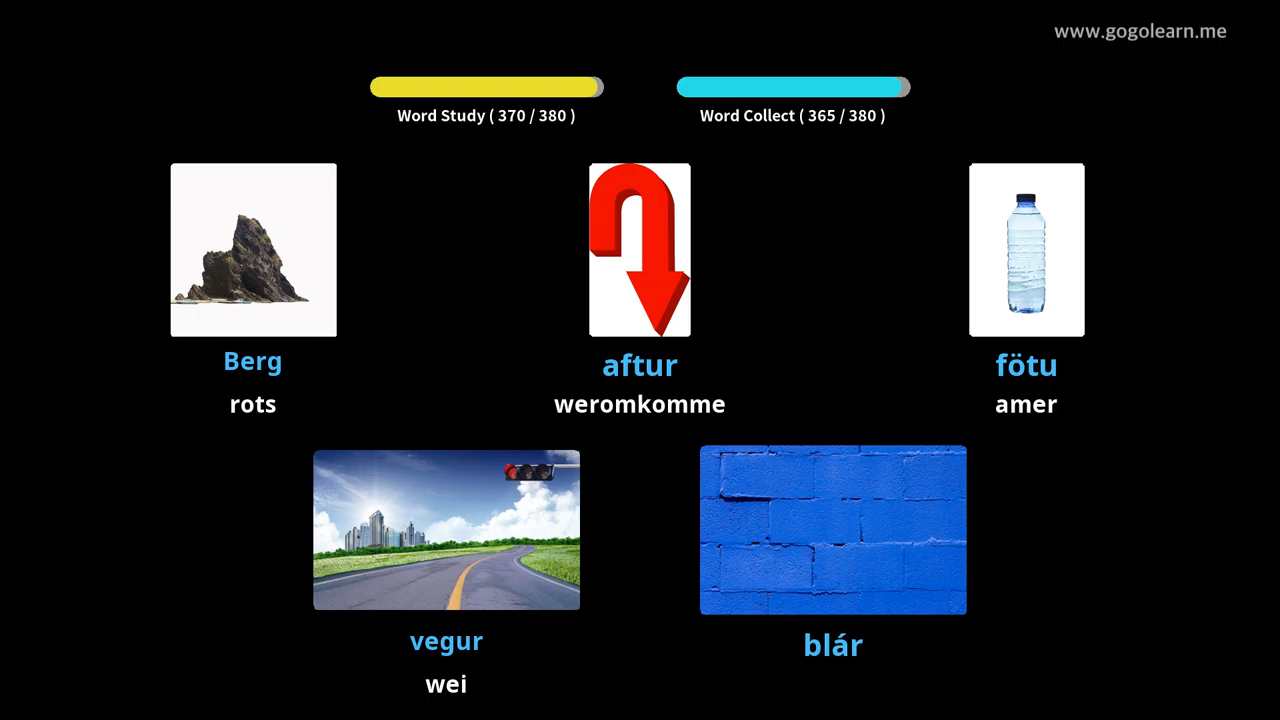 www.gogolearn.me
Word Study ( 370 / 380 )
Word Collect ( 365 / 380 )
Berg
aftur
fötu
rots
weromkomme
amer
vegur
blár
wei